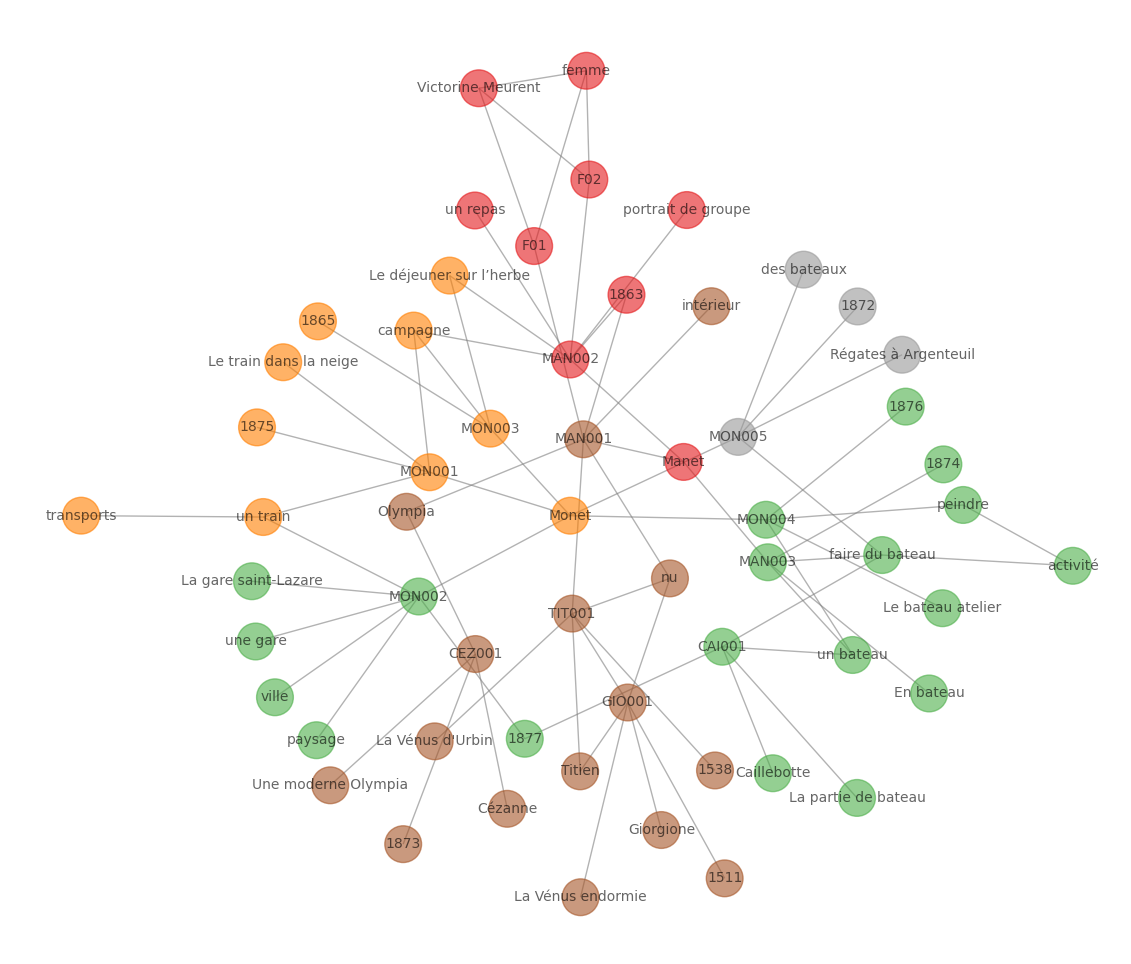 femme
Victorine Meurent
F02
un repas
portrait de groupe
F01
des bateaux
Le déjeuner sur l’herbe
1863
intérieur
1872
1865
campagne
Régates à Argenteuil
MAN002
Le train dans la neige
1876
1875
MON003
MAN001
MON005
Manet
1874
MON001
peindre
Olympia
transports
un train
Monet
MON004
faire du bateau
MAN003
activité
La gare saint-Lazare
nu
MON002
Le bateau atelier
TIT001
une gare
CAI001
CEZ001
un bateau
En bateau
ville
GIO001
paysage
La Vénus d'Urbin
1877
Titien
1538
Caillebotte
Une moderne Olympia
La partie de bateau
Cézanne
Giorgione
1873
1511
La Vénus endormie